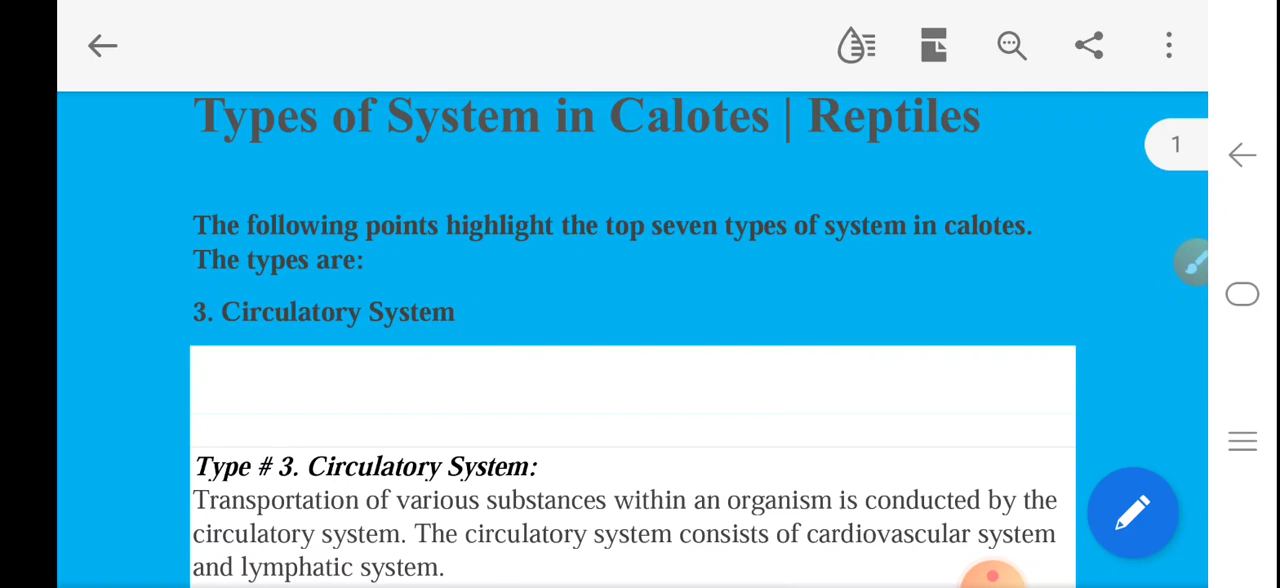 Types of System in Calotes | Reptiles
1
The following points highlight the top seven types of system in calotes.
The types are:
3. Circulatory System
Type # 3. Circulatory System:
Transportation of various substances within an organism is conducted by the
circulatory system. The circulatory system consists of cardiovascular system
and lymphatic system.